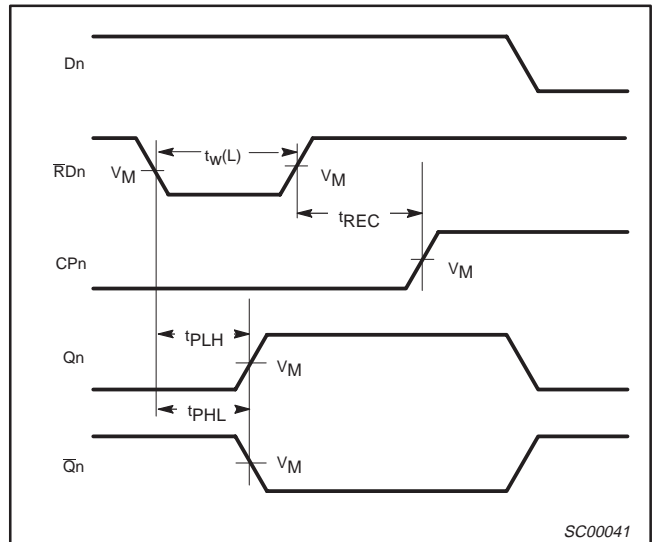 Dn
R̅Dn
VM
tw(L)
VM
tREC
CPn
VM
tPLH
Qn
VM
tPHL
Q̅n
VM
SC00041